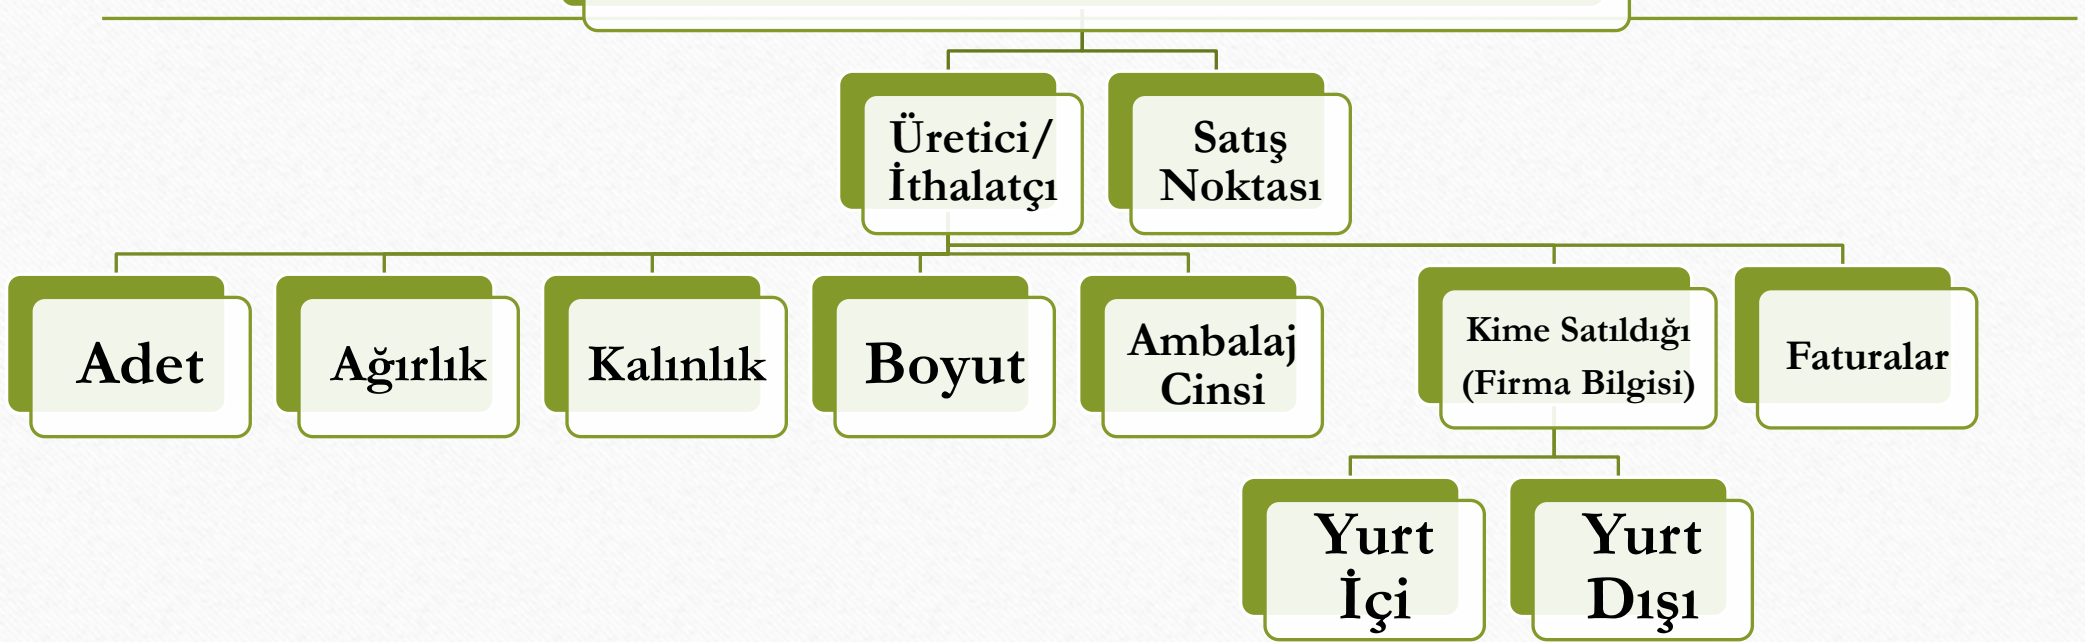 Üretici/
İthalatçı
Satış
Noktası
Adet
Ağırlık
Kalınlık
Boyut
Ambalaj
Cinsi
Kime Satıldığı
(Firma Bilgisi)
Faturalar
Yurt
İçi
Yurt
Dışı